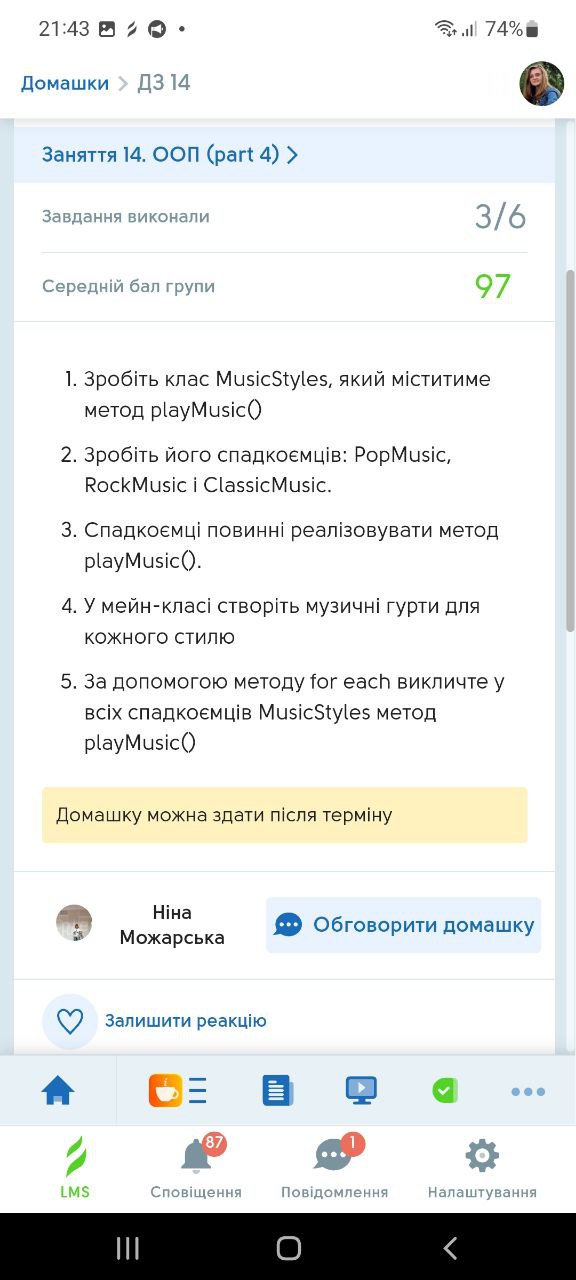 21:43
74%
Домашки > ДЗ 14
Заняття 14. ООП (part 4) >
Завдання виконали
3/6
Середній бал групи
97
1. Зробіть клас MusicStyles, який міститиме
метод playMusic()
2. Зробіть його спадкоємців: PopMusic,
RockMusic і ClassicMusic.
3. Спадкоємці повинні реалізовувати метод
playMusic().
4. У мейн-класі створіть музичні гурти для
кожного стилю
5. За допомогою методу for each викличте у
всіх спадкоємців MusicStyles метод
playMusic()
Домашку можна здати після терміну
Ніна
Можарська
Обговорити домашку
Залишити реакцію
87
1
LMS
Сповіщення
Повідомлення
Налаштування